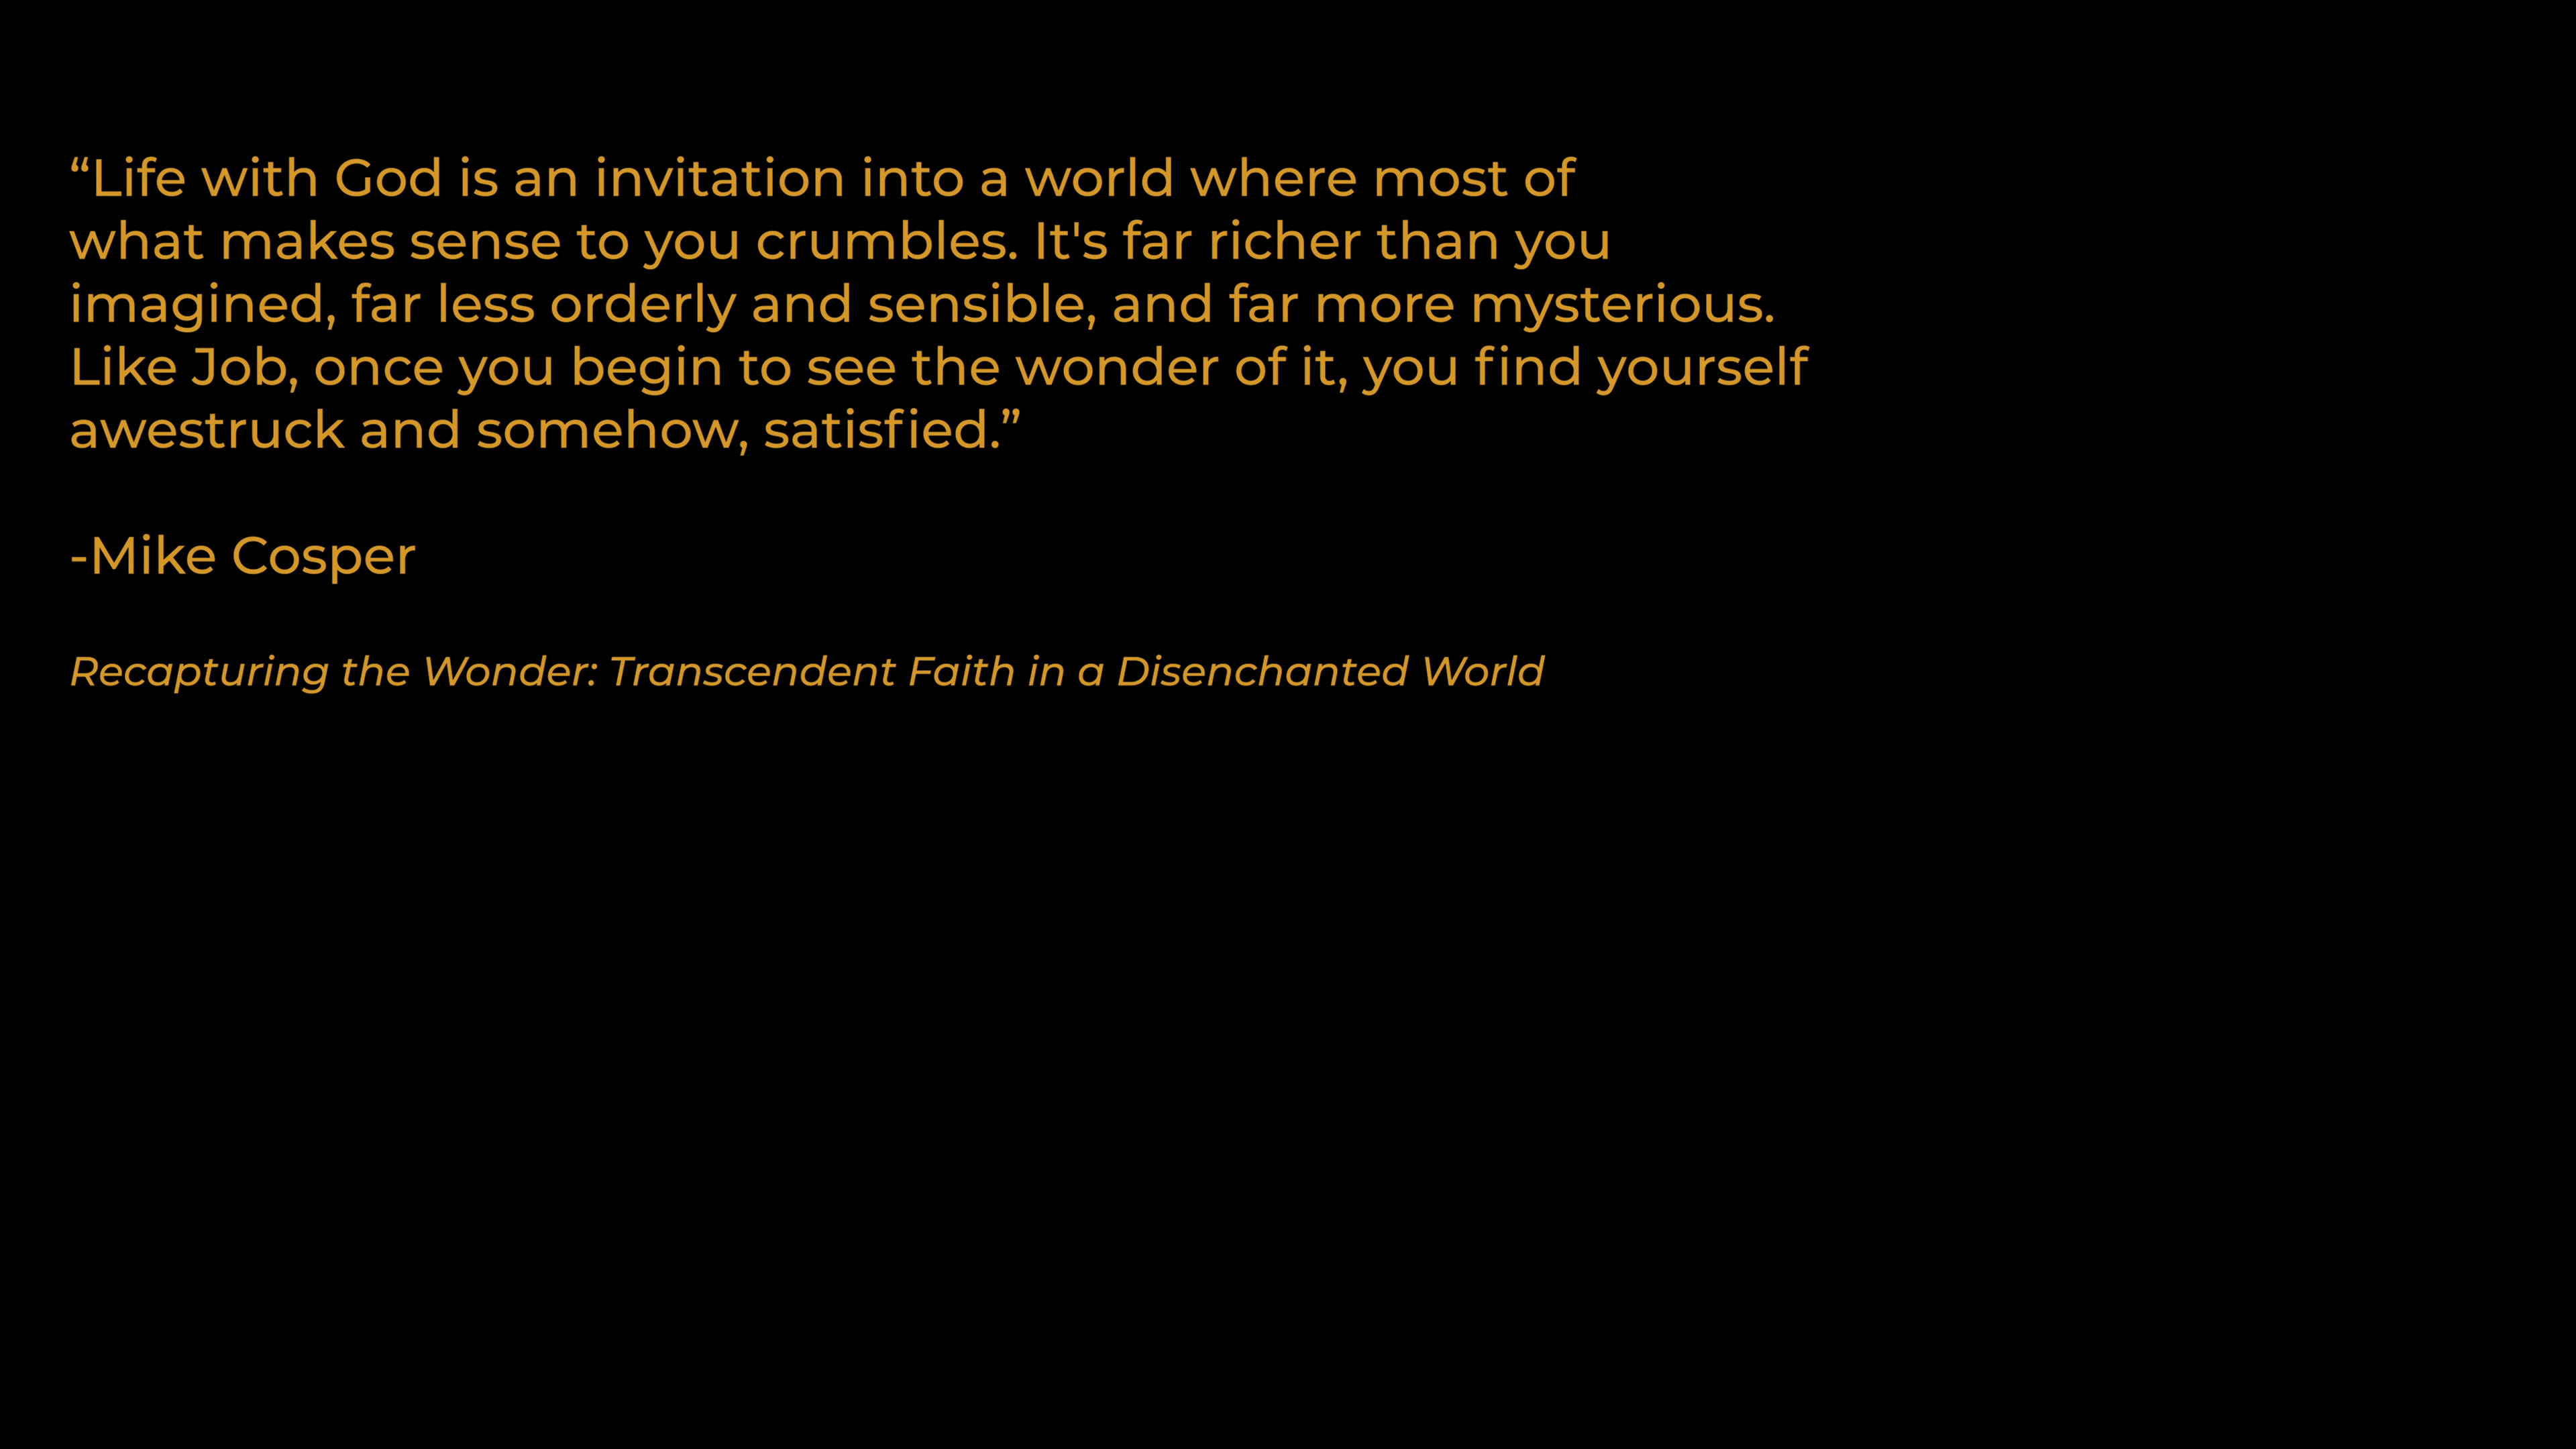 “Life with God is an invitation into a world where most of
what makes sense to you crumbles. It's far richer than you
imagined, far less orderly and sensible, and far more mysterious.
Like Job, once you begin to see the wonder of it, you find yourself
awestruck and somehow, satisfied.”
-Mike Cosper
Recapturing the Wonder: Transcendent Faith in a Disenchanted World